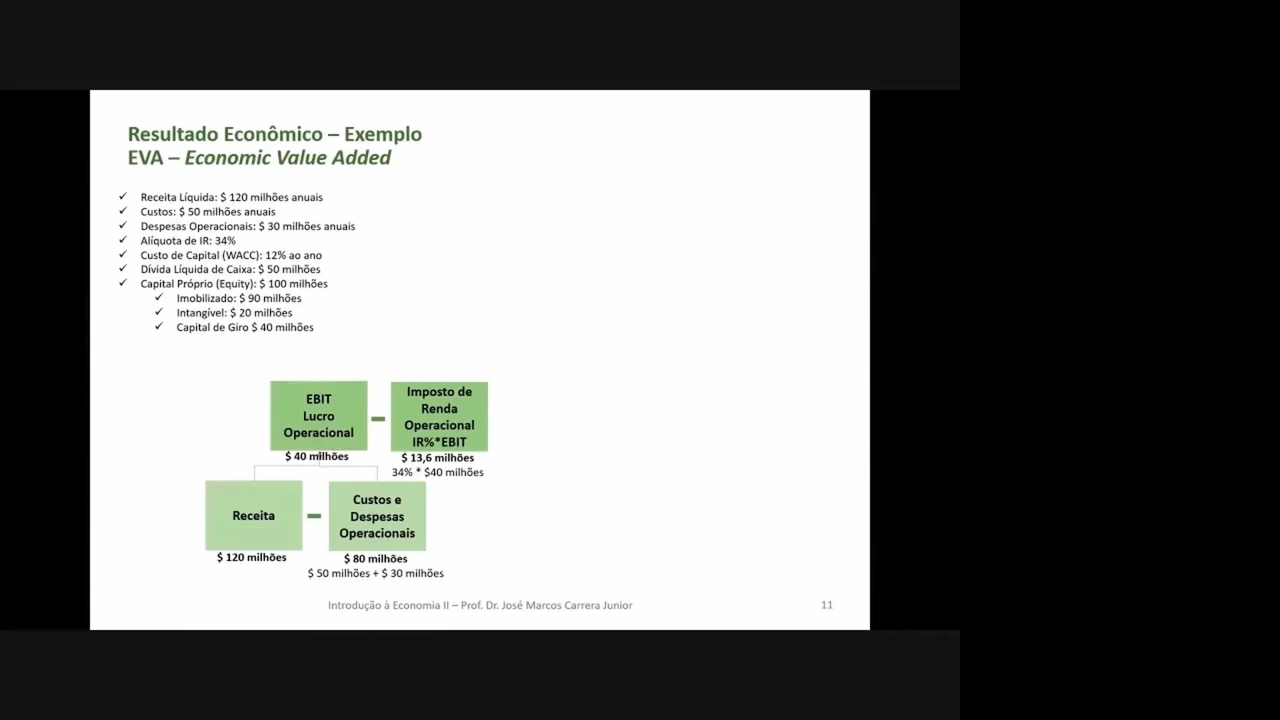 Resultado Econômico – Exemplo
EVA – Economic Value Added
✓ Receita Líquida: $ 120 milhões anuais
✓ Custos: $ 50 milhões anuais
✓ Despesas Operacionais: $ 30 milhões anuais
✓ Alíquota de IR: 34%
✓ Custo de Capital (WACC): 12% ao ano
✓ Dívida Líquida de Caixa: $ 50 milhões
✓ Capital Próprio (Equity): $ 100 milhões
✓ Imobilizado: $ 90 milhões
✓ Intangível: $ 20 milhões
✓ Capital de Giro $ 40 milhões
EBIT
Lucro
Operacional
$ 40 milhões
Imposto de
Renda
Operacional
IR%*EBIT
$ 13,6 milhões
34% * $40 milhões
Receita
$ 120 milhões
Custos e
Despesas
Operacionais
$ 80 milhões
$ 50 milhões + $ 30 milhões
Introdução à Economia II – Prof. Dr. José Marcos Carrera Junior
11